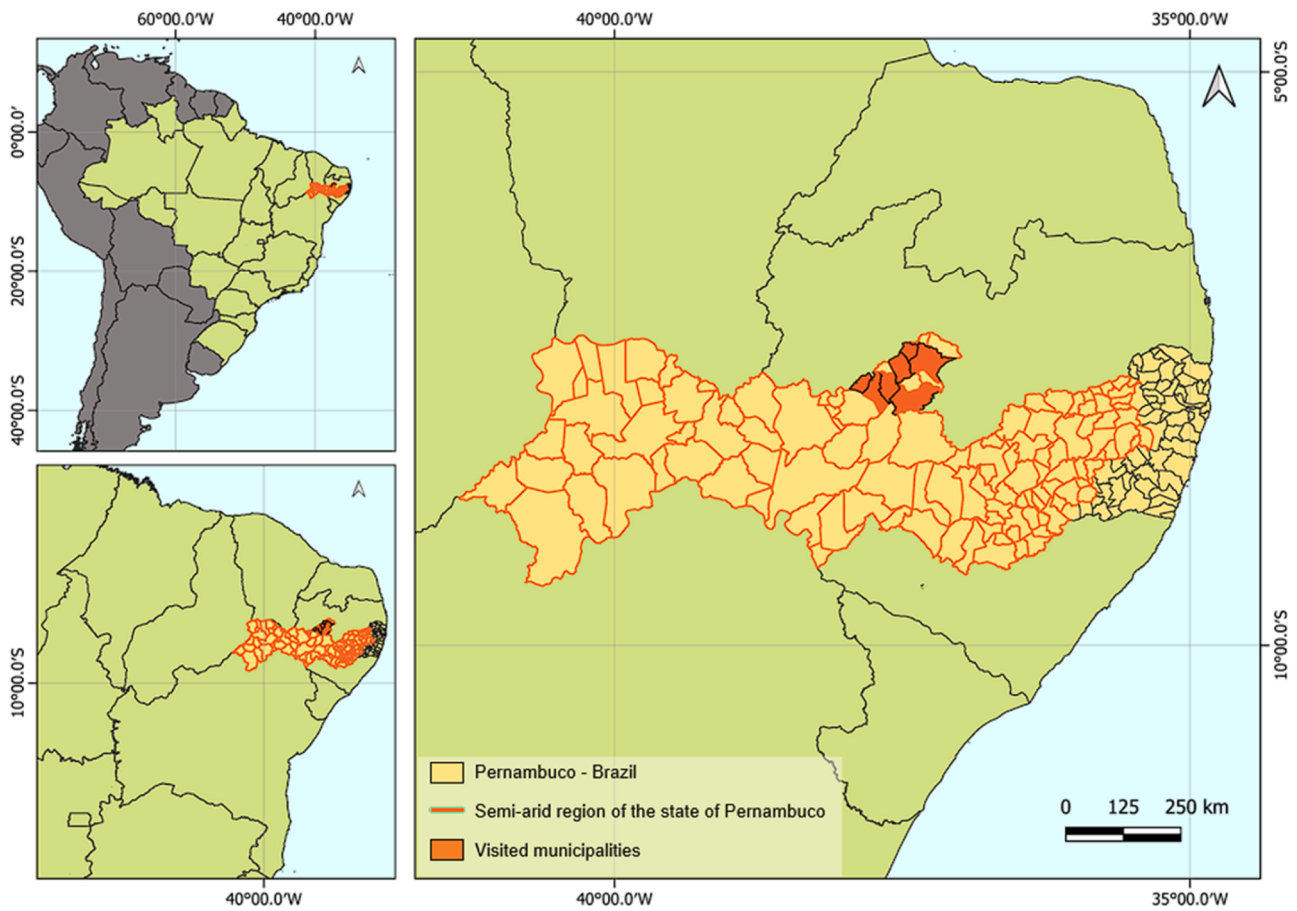 60°00.0'W 40°00.0'W
40°00.0'W 35°00.0'W
0°00.0'
20°00.0'S
40°00.0'S
10°00.0'S
40°00.0'W
5°00.0'S
10°00.0'S
Pernambuco - Brazil
Semi-arid region of the state of Pernambuco
Visited municipalities
0 125 250 km
40°00.0'W 35°00.0'W